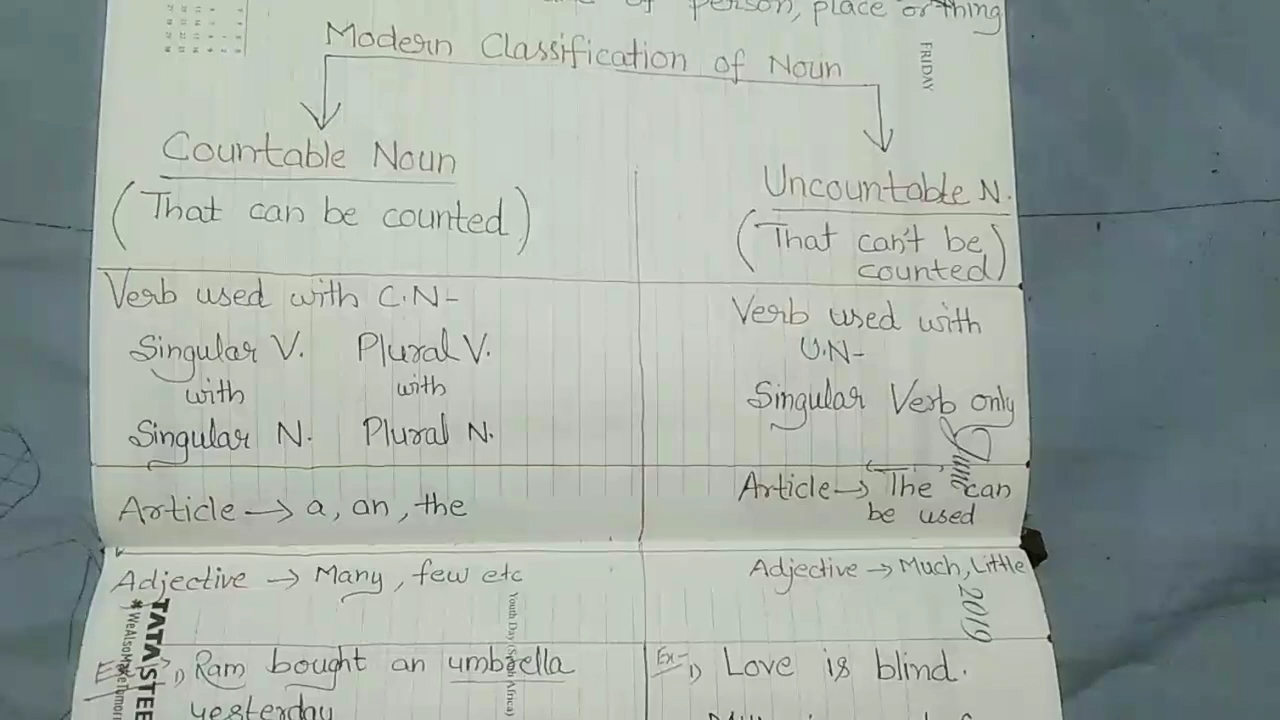 of person, place or thing
FRIDAY
Modern Classification of Noun
Countable Noun
(That can be counted)
Uncountable N.
(That can't be
counted)
Verb used with C.N-
Singular V. Plural V.
with with
Singular N. Plural N.
Verb used with
U.N-
Singular Verb only
Article → a, an, the
June
Article → 'The' can
be used
Adjective → Many, few etc
Adjective → Much, Little
2019
TATA STEE
#WeAlsoMakeTomorr
Youth Day (South Africa)
1) Ram bought an umbrella
yesterday
Ex- 1) Love is blind.